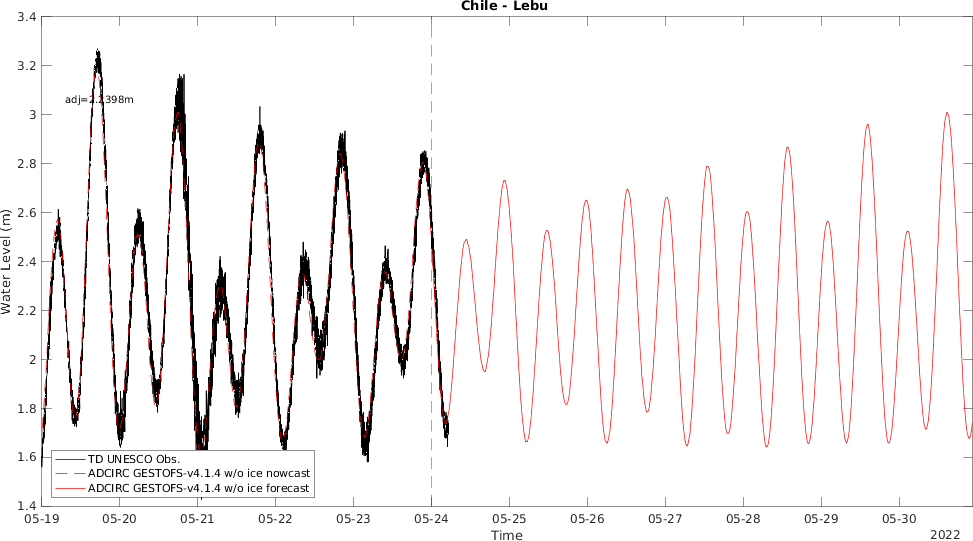 Chile - Lebu
3.4
3.2
3
2.8
2.6
2.4
2.2
2
1.8
1.6
1.4
Water Level (m)
adj=2.2398m
TD UNESCO Obs.
ADCIRC GESTOFS-v4.1.4 w/o ice nowcast
ADCIRC GESTOFS-v4.1.4 w/o ice forecast
05-19 05-20 05-21 05-22 05-23 05-24 05-25 05-26 05-27 05-28 05-29 05-30
Time
2022